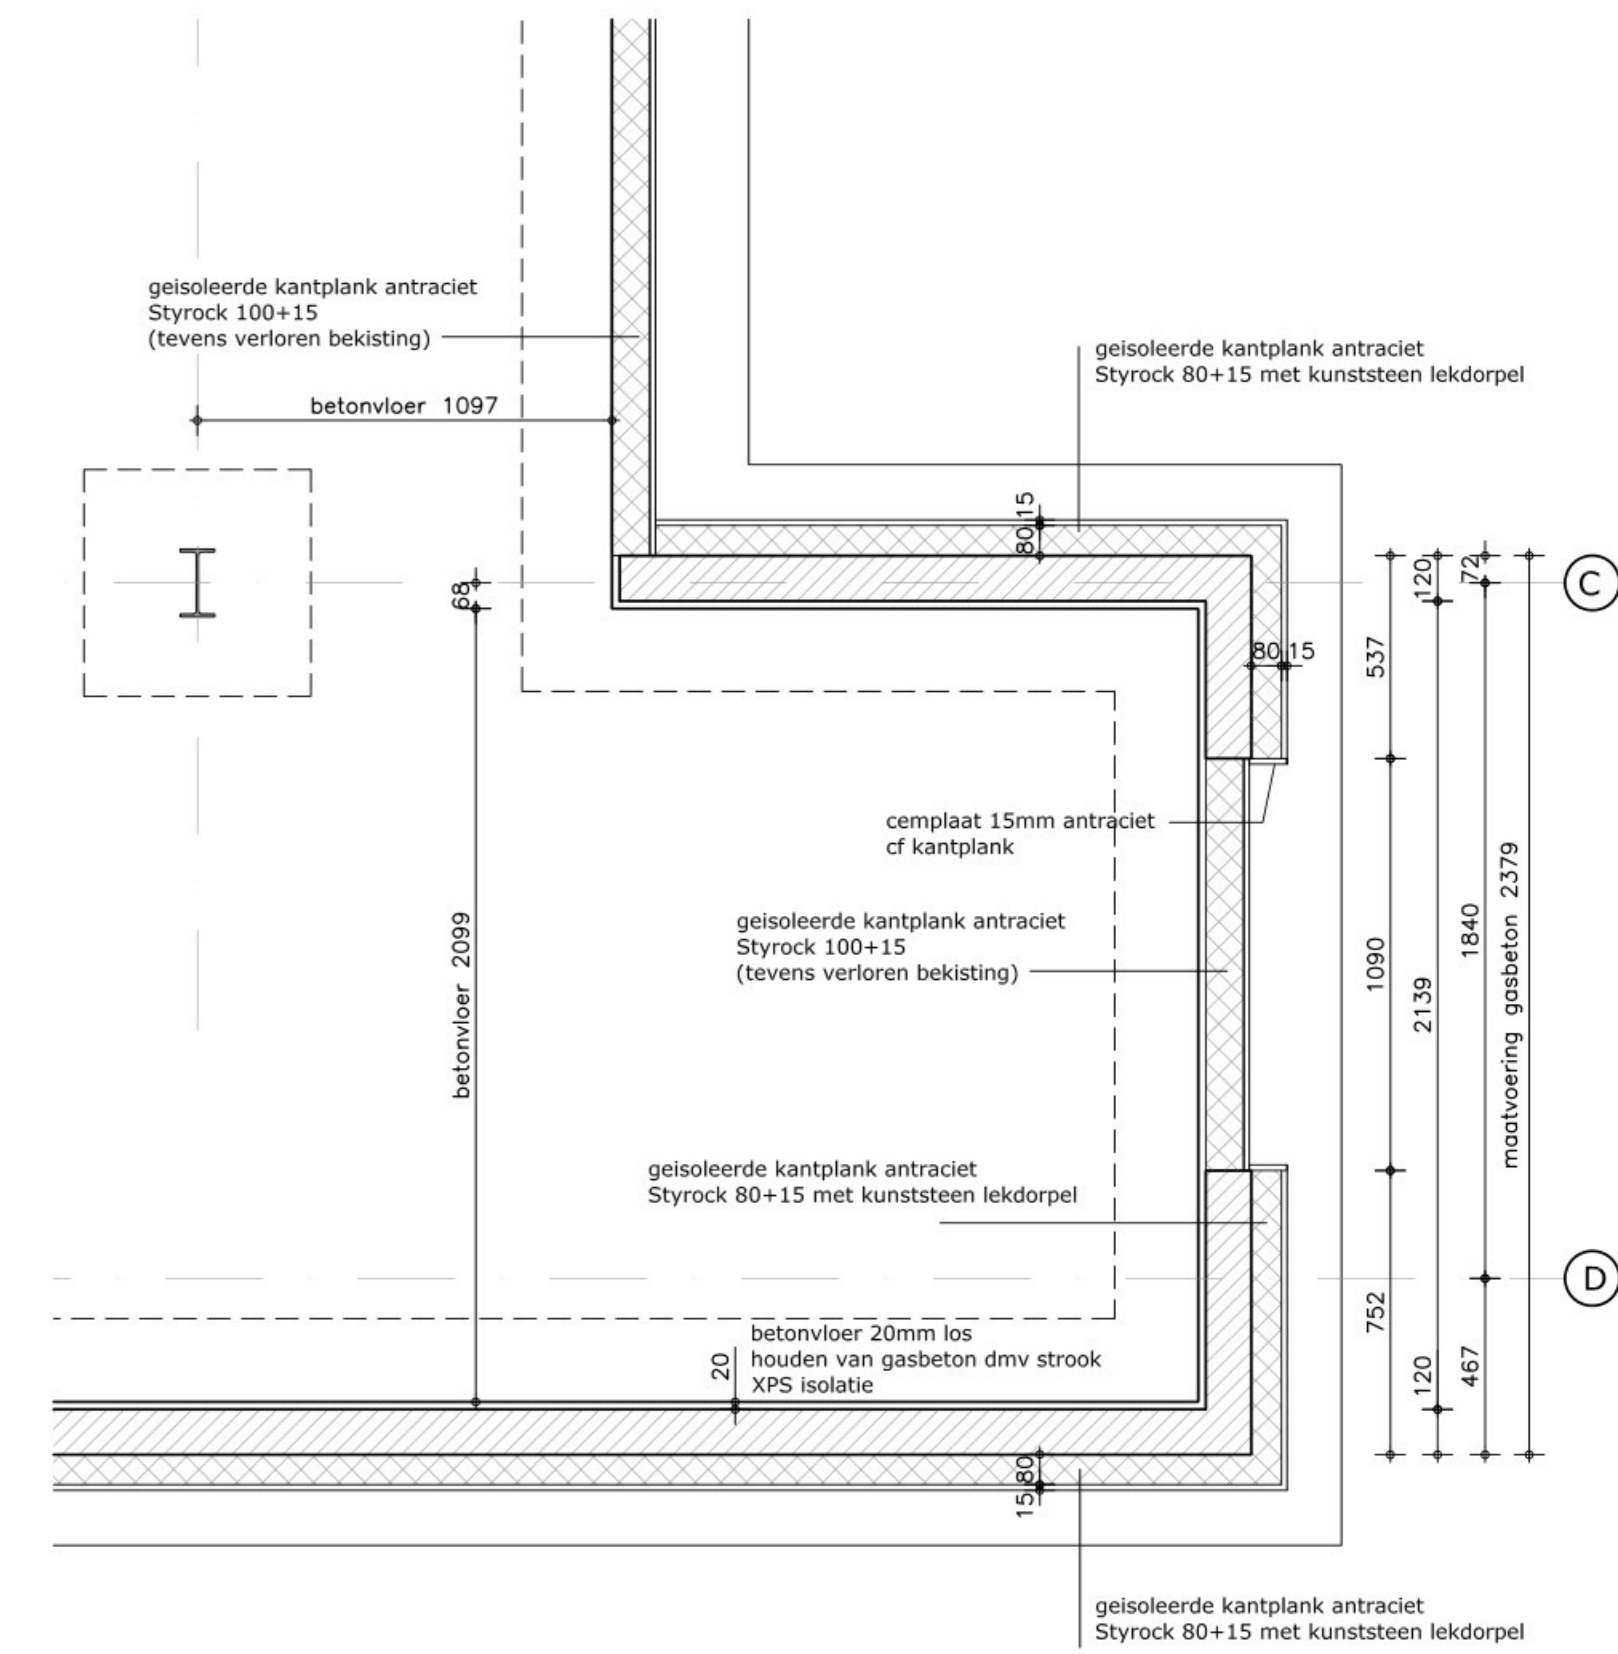 geisoleerde kantplank antraciet
Styrock 100+15
(tevens verloren bekisting)
geisoleerde kantplank antraciet
Styrock 80+15 met kunststeen lekdorpel
betonvloer 1097
15
80
68
120
72
C
537
80
15
cemplaat 15mm antraciet
cf kantplank
geisoleerde kantplank antraciet
Styrock 100+15
(tevens verloren bekisting)
betonvloer 2099
1090
2139
1840
maatvoering gasbeton 2379
geisoleerde kantplank antraciet
Styrock 80+15 met kunststeen lekdorpel
D
752
120
467
20
betonvloer 20mm los
houden van gasbeton dmv strook
XPS isolatie
80
15
geisoleerde kantplank antraciet
Styrock 80+15 met kunststeen lekdorpel